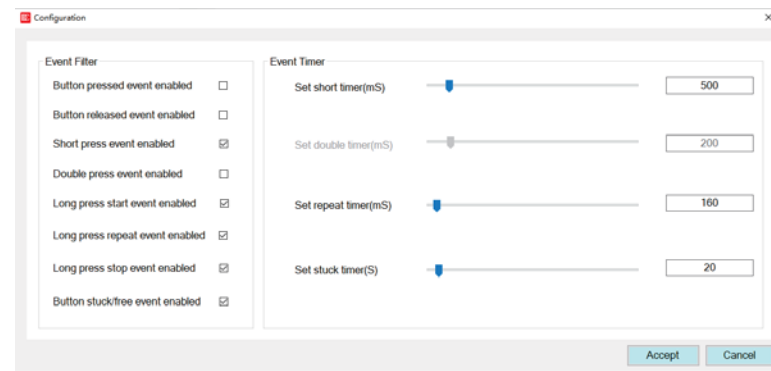 Configuration
Event Filter
Button pressed event enabled
Button released event enabled
Short press event enabled
Double press event enabled
Long press start event enabled
Long press repeat event enabled
Long press stop event enabled
Button stuck/free event enabled
Event Timer
Set short timer(mS) 500
Set double timer(mS) 200
Set repeat timer(mS) 160
Set stuck timer(S) 20
Accept Cancel